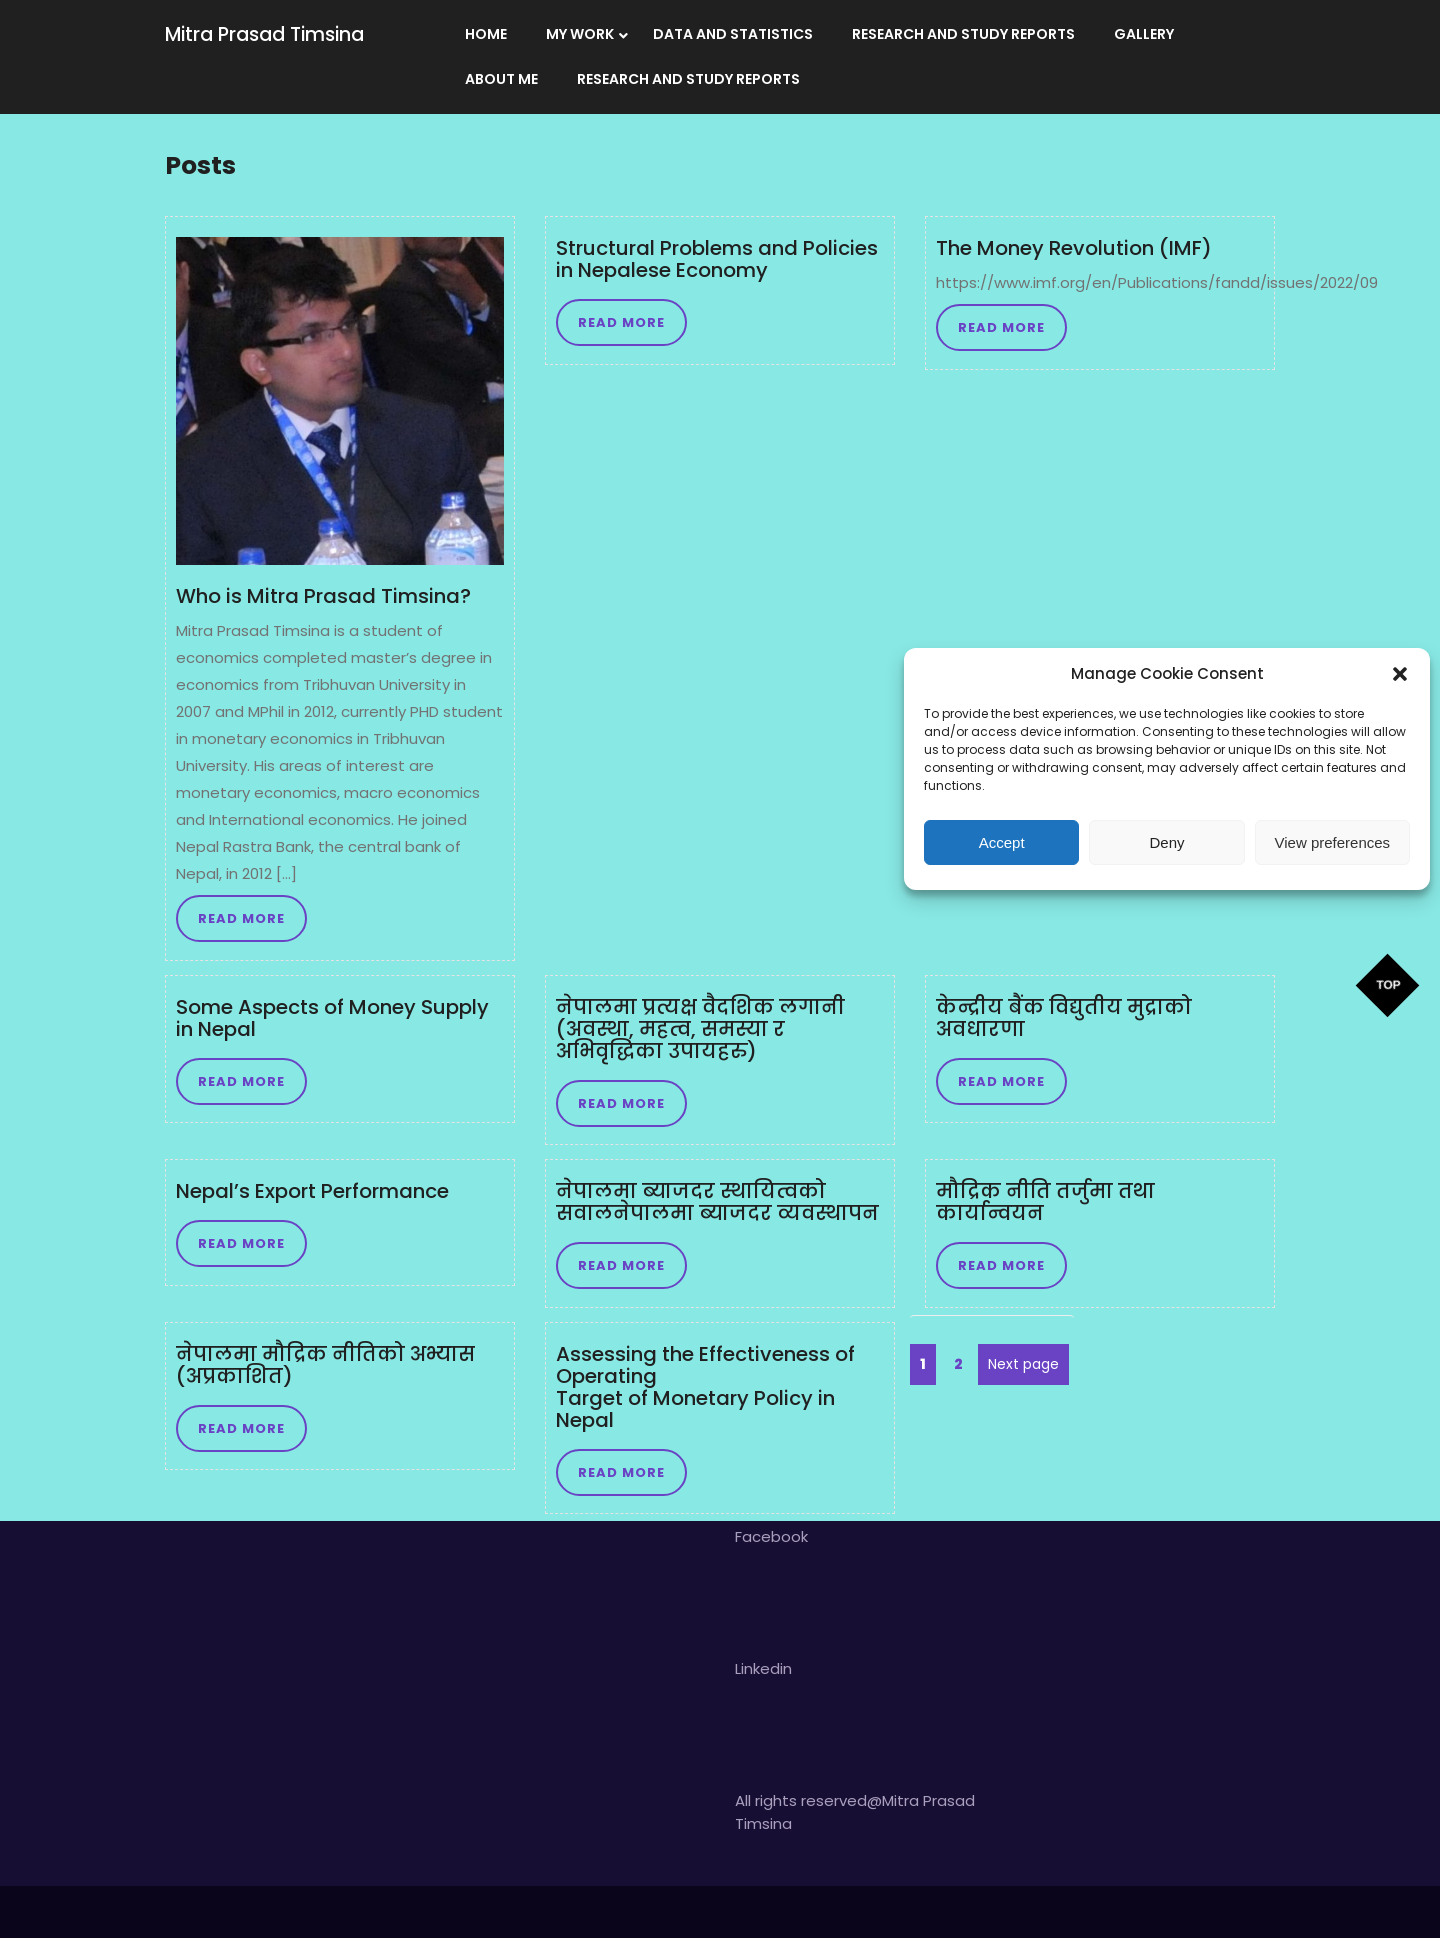 Mitra Prasad Timsina
HOME
MY WORK
DATA AND STATISTICS
RESEARCH AND STUDY REPORTS
GALLERY
ABOUT ME
RESEARCH AND STUDY REPORTS
Posts
Who is Mitra Prasad Timsina?
Mitra Prasad Timsina is a student of
economics completed master’s degree in
economics from Tribhuvan University in
2007 and MPhil in 2012, currently PHD student
in monetary economics in Tribhuvan
University. His areas of interest are
monetary economics, macro economics
and International economics. He joined
Nepal Rastra Bank, the central bank of
Nepal, in 2012 […]
READ MORE
Structural Problems and Policies
in Nepalese Economy
READ MORE
The Money Revolution (IMF)
https://www.imf.org/en/Publications/fandd/issues/2022/09
READ MORE
Manage Cookie Consent
To provide the best experiences, we use technologies like cookies to store
and/or access device information. Consenting to these technologies will allow
us to process data such as browsing behavior or unique IDs on this site. Not
consenting or withdrawing consent, may adversely affect certain features and
functions.
Accept
Deny
View preferences
TOP
Some Aspects of Money Supply
in Nepal
READ MORE
नेपालमा प्रत्यक्ष वैदशिक लगानी
(अवस्था, महत्व, समस्या र
अभिवृद्धिका उपायहरु)
READ MORE
केन्द्रीय बैंक विद्युतीय मुद्राको
अवधारणा
READ MORE
Nepal’s Export Performance
READ MORE
नेपालमा ब्याजदर स्थायित्वको
सवालनेपालमा ब्याजदर व्यवस्थापन
READ MORE
मौद्रिक नीति तर्जुमा तथा
कार्यान्वयन
READ MORE
नेपालमा मौद्रिक नीतिको अभ्यास
(अप्रकाशित)
READ MORE
Assessing the Effectiveness of
Operating
Target of Monetary Policy in
Nepal
READ MORE
1
2
Next page
Facebook
Linkedin
All rights reserved@Mitra Prasad
Timsina